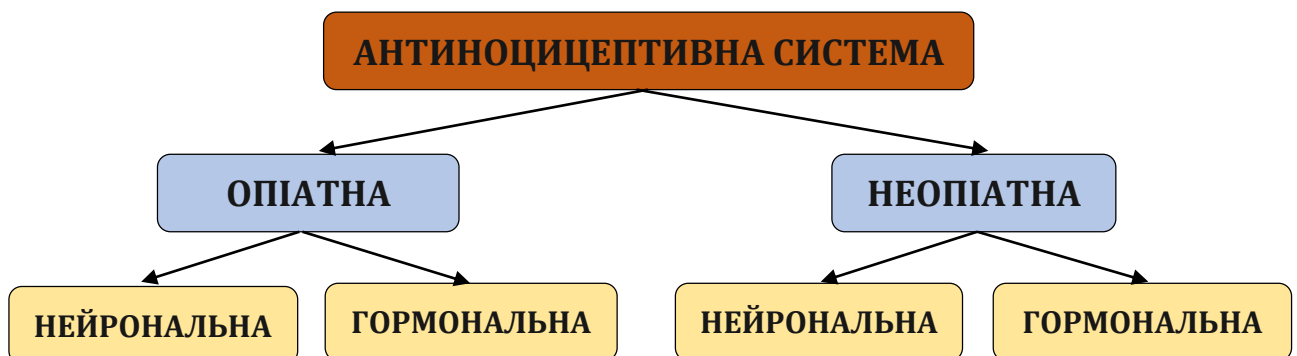 АНТИНОЦИЦЕПТИВНА СИСТЕМА
ОПІАТНА
НЕОПІАТНА
НЕЙРОНАЛЬНА
ГОРМОНАЛЬНА
НЕЙРОНАЛЬНА
ГОРМОНАЛЬНА